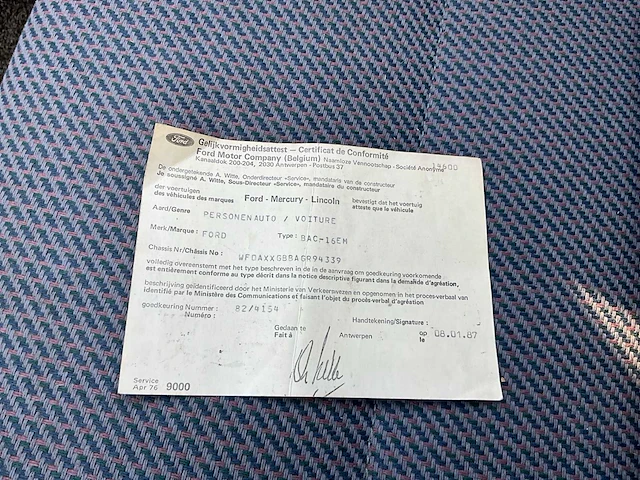 Ford Gelijkvormigheidsattest – Certificat de Conformité
Ford Motor Company (Belgium) Naamloze Vennootschap - Société Anonyme 14600
Kanaaldok 200-204, 2030 Antwerpen - Postbus 37
De ondergetekende A. Witte, Onderdirecteur «Service», mandataris van de constructeur
Je soussigné A. Witte, Sous-Directeur «Service», mandataire du constructeur
der voertuigen Ford - Mercury - Lincoln bevestigt dat het voertuig
des véhicules des marques atteste que la véhicule
Aard/Genre PERSONENAUTO / VOITURE
Merk/Marque : FORD Type : BAC-16EM
Chassis Nr/Châssis No : WFOAXXGBBAGR94339
volledig overeenstemt met het type beschreven in de in de aanvraag om goedkeuring voorkomende
est entièrement conforme au type décrit dans la notice descriptive figurant dans la demande d'agréation,
beschrijving geïdentificeerd door het Ministerie van Verkeerswezen en opgenomen in het proces-verbaal van
identifié par le Ministère des Communications et faisant l'objet du procès-verbal d'agréation
goedkeuring Nummer : 82/4154
Numéro :
Handtekening/Signature :
Gedaan te Antwerpen op 08.01.87
Fait à le
Service
Apr 76 9000